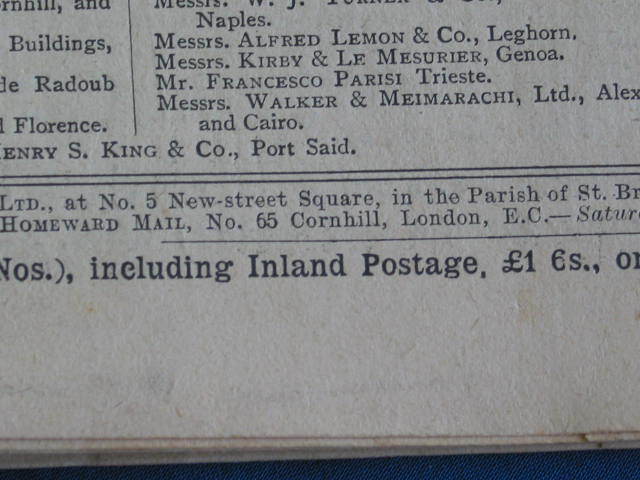 rnhill, and
Buildings,
de Radoub
d Florence.
Messrs. W. J. TURNER & Co.,
Naples.
Messrs. ALFRED LEMON & Co., Leghorn.
Messrs. KIRBY & LE MESURIER, Genoa.
Mr. FRANCESCO PARISI Trieste.
Messrs. WALKER & MEIMARACHI, Ltd., Alex
and Cairo.
HENRY S. KING & Co., Port Said.
LTD., at No. 5 New-street Square, in the Parish of St. Br
HOMEWARD MAIL, No. 65 Cornhill, London, E.C.—Satur
Nos.), including Inland Postage, £1 6s., or